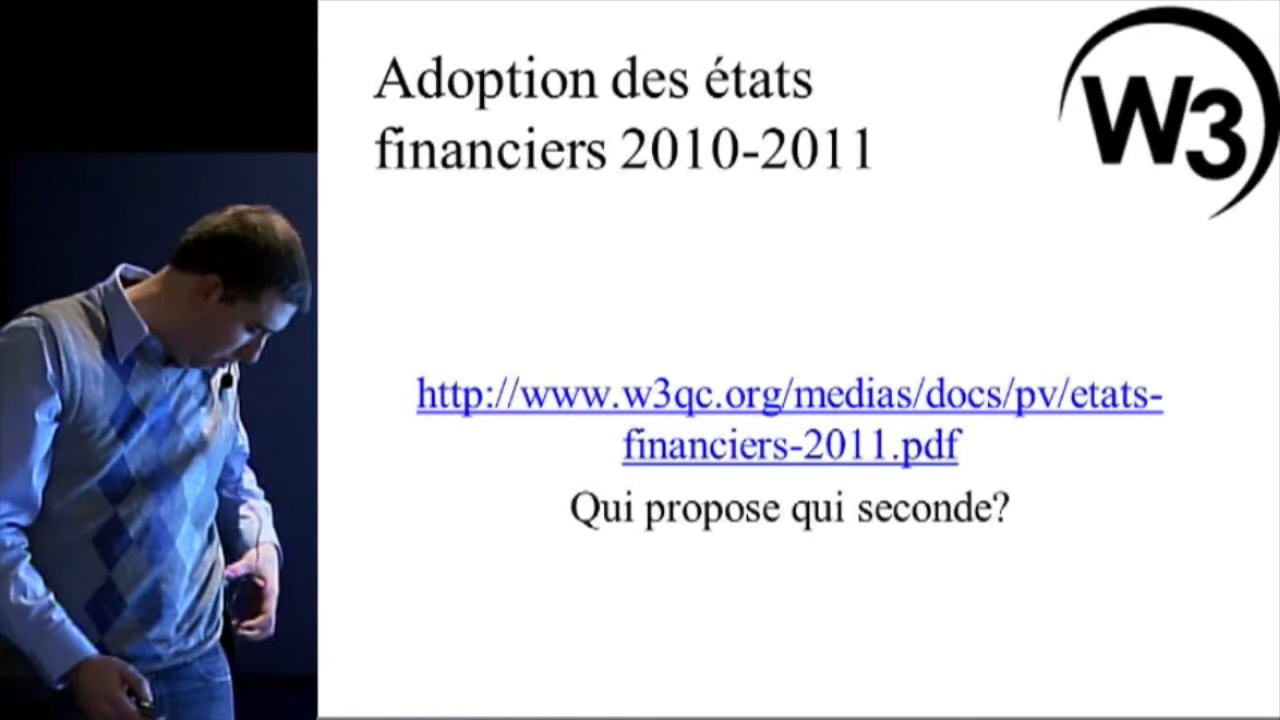 Adoption des états
financiers 2010-2011
W3
http://www.w3qc.org/medias/docs/pv/etats-
financiers-2011.pdf
Qui propose qui seconde?